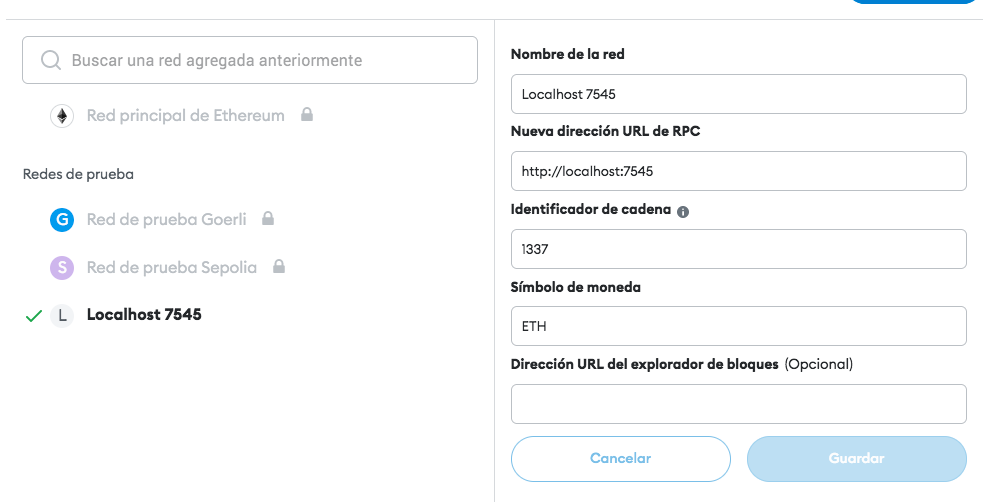 Buscar una red agregada anteriormente
Red principal de Ethereum
Redes de prueba
G Red de prueba Goerli
S Red de prueba Sepolia
L Localhost 7545
Nombre de la red
Localhost 7545
Nueva dirección URL de RPC
http://localhost:7545
Identificador de cadena
1337
Símbolo de moneda
ETH
Dirección URL del explorador de bloques (Opcional)
Cancelar Guardar